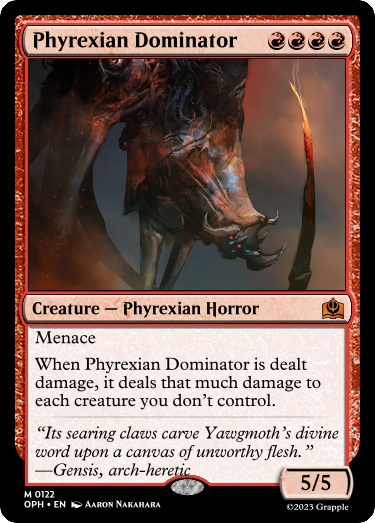 Phyrexian Dominator
Creature — Phyrexian Horror
Menace
When Phyrexian Dominator is dealt
damage, it deals that much damage to
each creature you don't control.
"Its searing claws carve Yawgmoth's divine
word upon a canvas of unworthy flesh."
—Gensis, arch-heretic
5/5
M 0122
OPH • EN Aaron Nakahara
©2023 Grapple